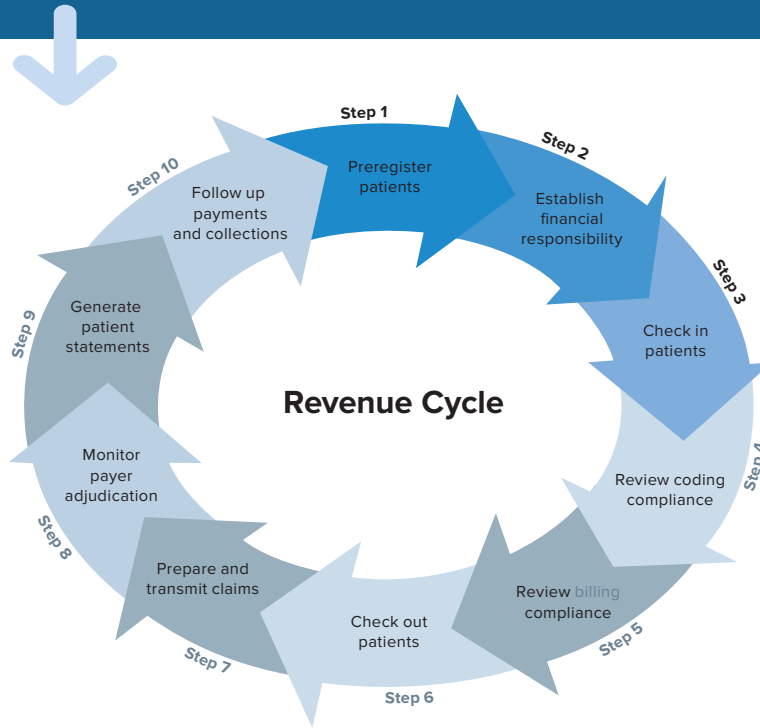 Step 1
Preregister
patients
Step 2
Establish
financial
responsibility
Step 3
Check in
patients
Step 4
Review coding
compliance
Step 5
Review billing
compliance
Step 6
Check out
patients
Step 7
Prepare and
transmit claims
Step 8
Monitor
payer
adjudication
Step 9
Generate
patient
statements
Step 10
Follow up
payments
and collections
Revenue Cycle